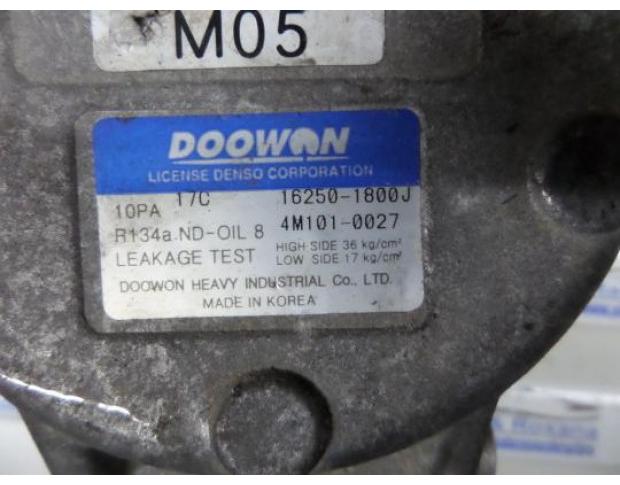 M05
DOOWON
LICENSE DENSO CORPORATION
10PA 17C 16250-1800J
R134a ND-OIL 8 4M101-0027
LEAKAGE TEST HIGH SIDE 36 kg/cm²
LOW SIDE 17 kg/cm²
DOOWON HEAVY INDUSTRIAL Co., LTD.
MADE IN KOREA